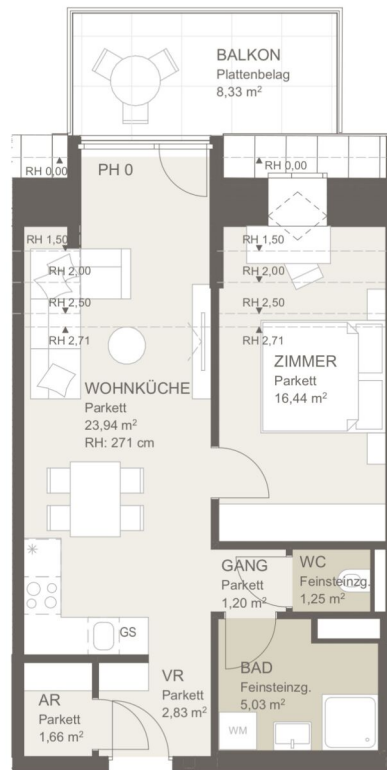 BALKON
Plattenbelag
8,33 m²
RH 0,00
PH 0
RH 0,00
RH 1,50
RH 1,50
RH 2,00
RH 2,00
RH 2,50
RH 2,50
RH 2,71
RH 2,71
ZIMMER
Parkett
16,44 m²
WOHNKÜCHE
Parkett
23,94 m²
RH: 271 cm
GANG
Parkett
1,20 m²
WC
Feinsteinzg.
1,25 m²
GS
VR
Parkett
2,83 m²
BAD
Feinsteinzg.
5,03 m²
AR
Parkett
1,66 m²
WM